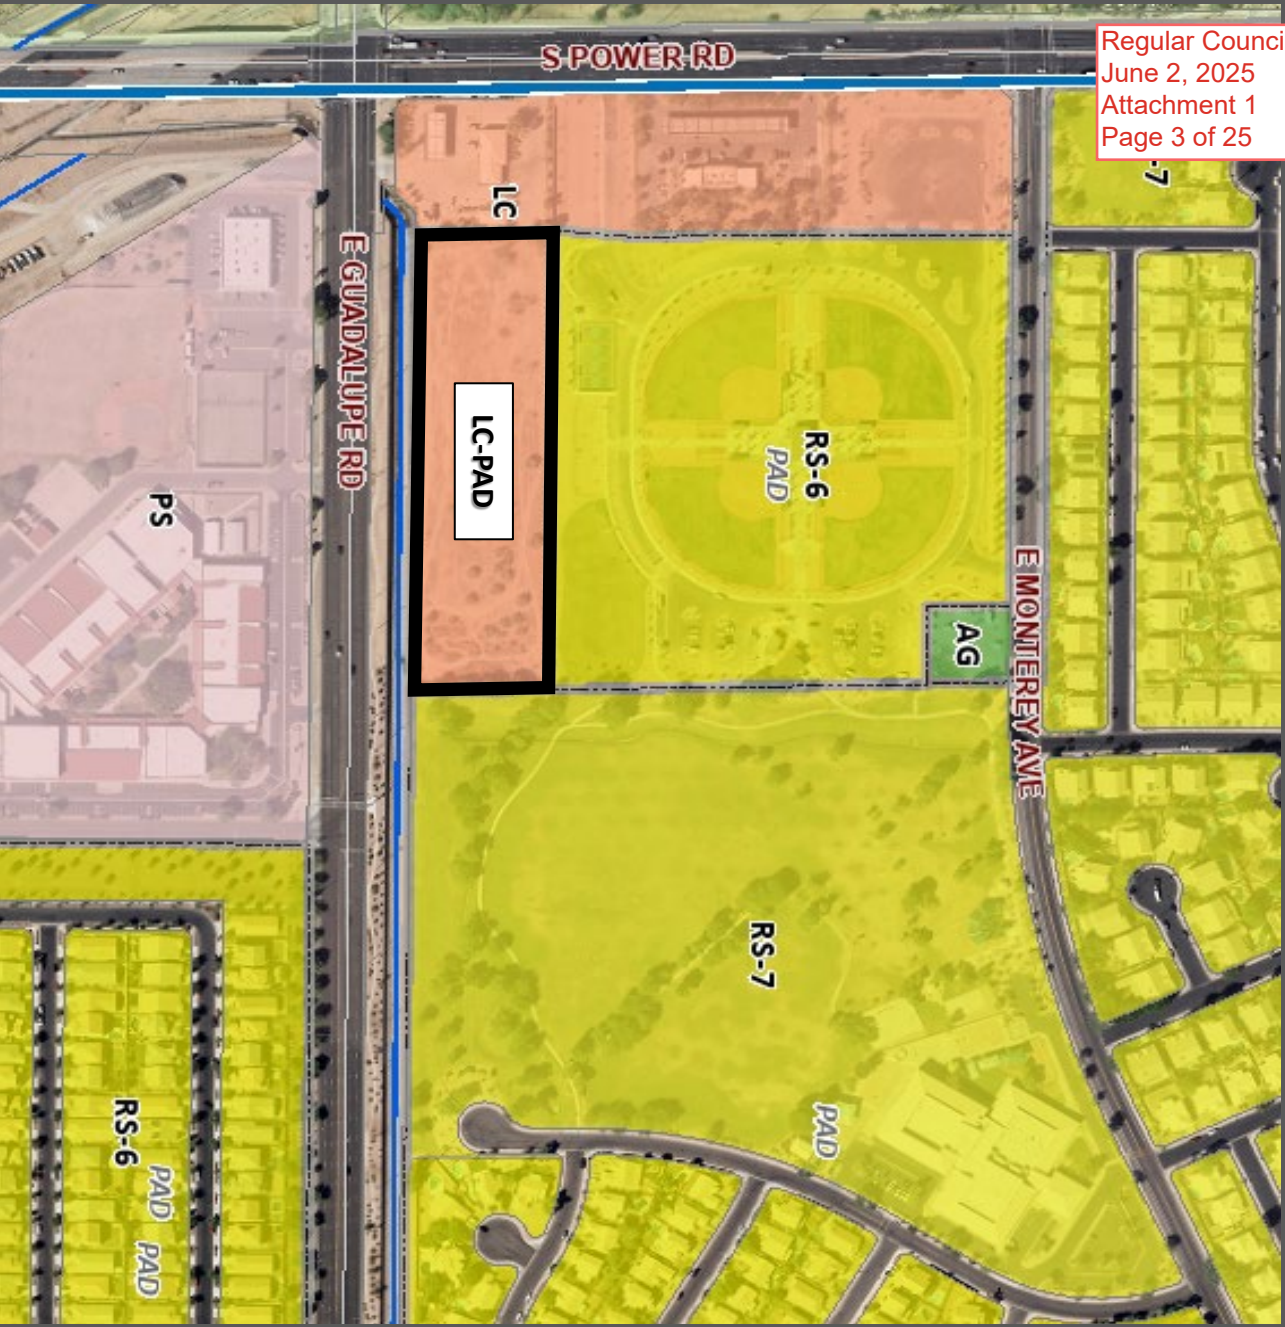 S POWER RD
Regular Counci
June 2, 2025
Attachment 1
Page 3 of 25
-7
LC
E GUADALUPE RD
LC-PAD
RS-6
PAD
PS
E MONTEREY AVE
AG
RS-7
PAD
RS-6
PAD
PAD